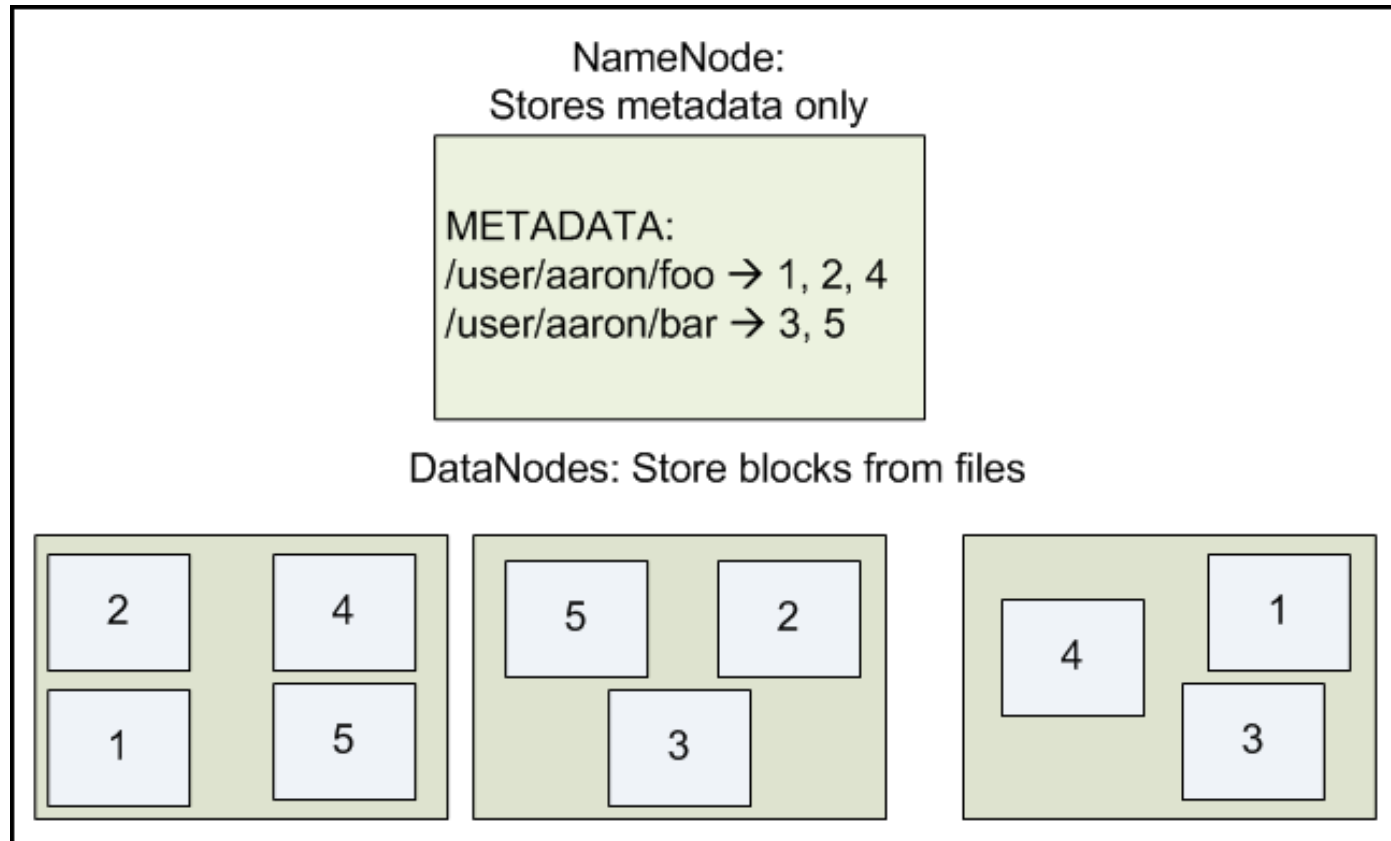 NameNode:
Stores metadata only
METADATA:
/user/aaron/foo → 1, 2, 4
/user/aaron/bar → 3, 5
DataNodes: Store blocks from files
2
4
1
5
5
2
3
4
1
3